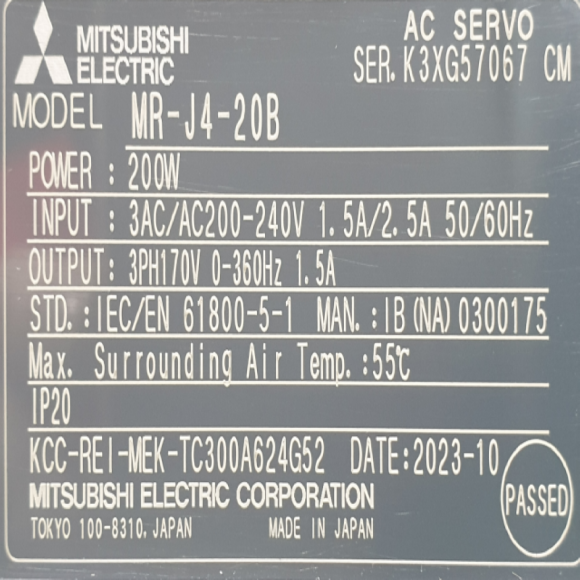 AC SERVO
MITSUBISHI
ELECTRIC
SER. K3XG57067 CM
MODEL MR-J4-20B
POWER : 200W
INPUT : 3AC/AC200-240V 1.5A/2.5A 50/60Hz
OUTPUT: 3PH170V 0-360Hz 1.5A
STD.:IEC/EN 61800-5-1 MAN.:IB(NA)0300175
Max. Surrounding Air Temp.:55℃
IP20
KCC-REI-MEK-TC300A624G52 DATE:2023-10
MITSUBISHI ELECTRIC CORPORATION
PASSED
TOKYO 100-8310, JAPAN MADE IN JAPAN